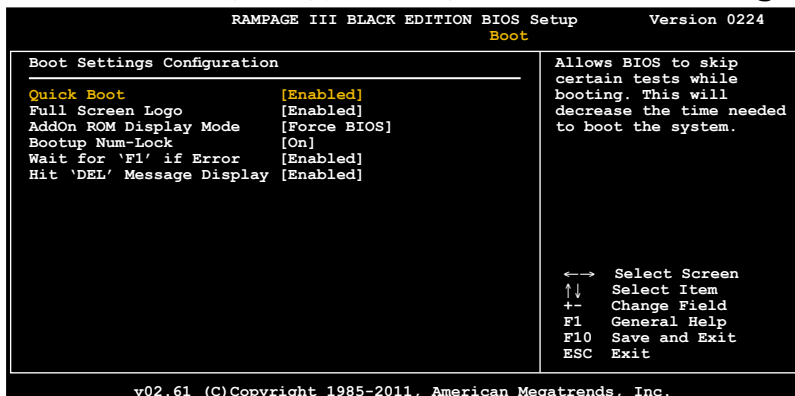 RAMPAGE III BLACK EDITION BIOS Setup Version 0224
Boot
Boot Settings Configuration
Quick Boot [Enabled]
Full Screen Logo [Enabled]
AddOn ROM Display Mode [Force BIOS]
Bootup Num-Lock [On]
Wait for ‘F1’ if Error [Enabled]
Hit ‘DEL’ Message Display [Enabled]
Allows BIOS to skip
certain tests while
booting. This will
decrease the time needed
to boot the system.
←→ Select Screen
↑↓ Select Item
+- Change Field
F1 General Help
F10 Save and Exit
ESC Exit
v02.61 (C)Copyright 1985-2011, American Megatrends, Inc.